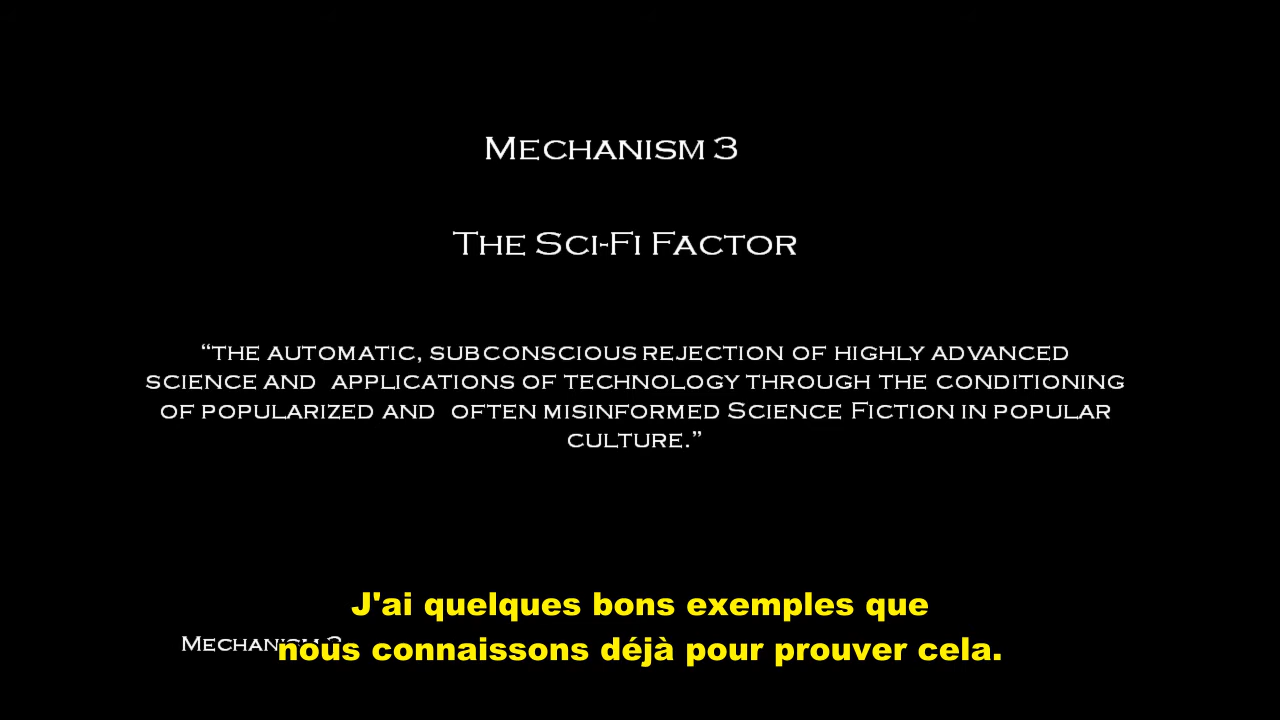 MECHANISM 3
THE SCI-FI FACTOR
“THE AUTOMATIC, SUBCONSCIOUS REJECTION OF HIGHLY ADVANCED
SCIENCE AND APPLICATIONS OF TECHNOLOGY THROUGH THE CONDITIONING
OF POPULARIZED AND OFTEN MISINFORMED SCIENCE FICTION IN POPULAR
CULTURE.”
J'ai quelques bons exemples que
MECHANISM 3
nous connaissons déjà pour prouver cela.